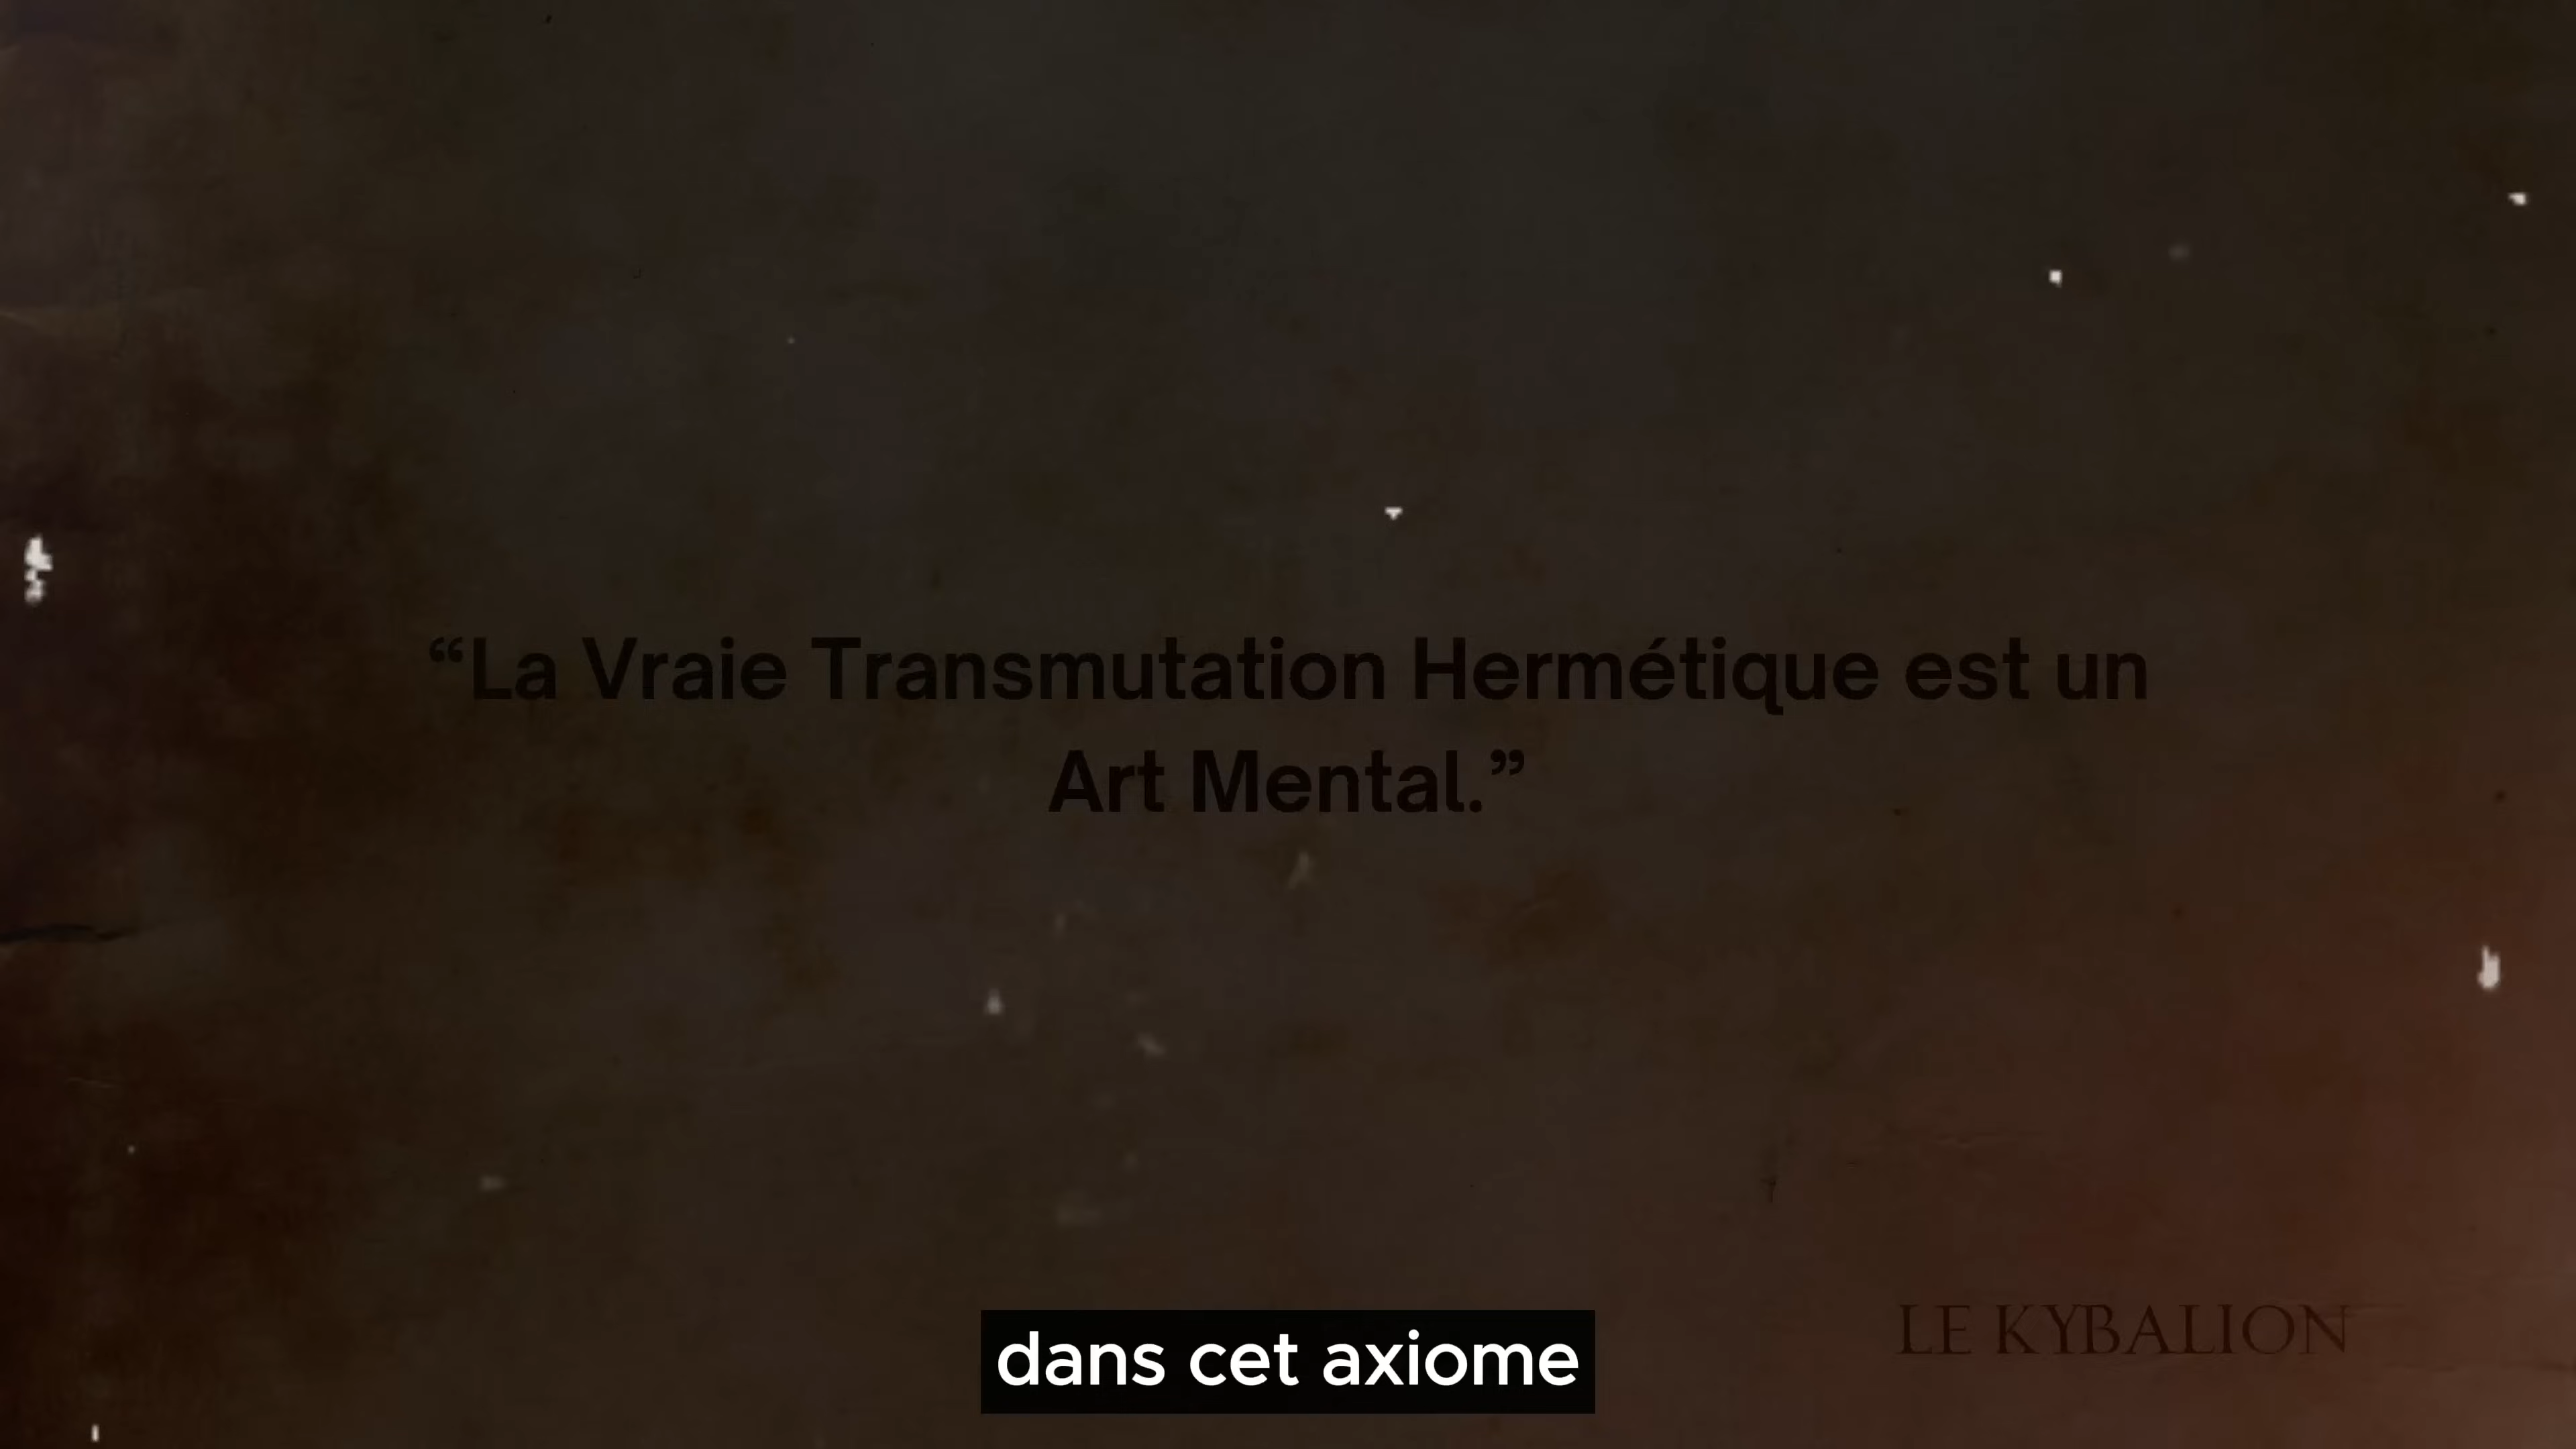 “La Vraie Transmutation Hermétique est un
Art Mental.”
LE KYBALION
dans cet axiome